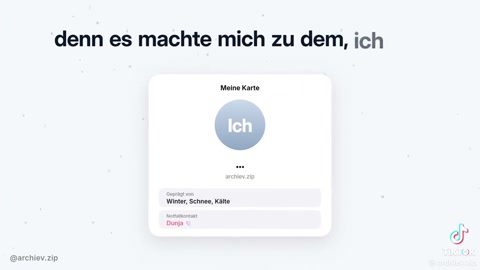 denn es machte mich zu dem, ich
Meine Karte
Ich
...
archiev.zip
Geprägt von
Winter, Schnee, Kälte
Notfallkontakt
Dunja
@archiev.zip
TikTok